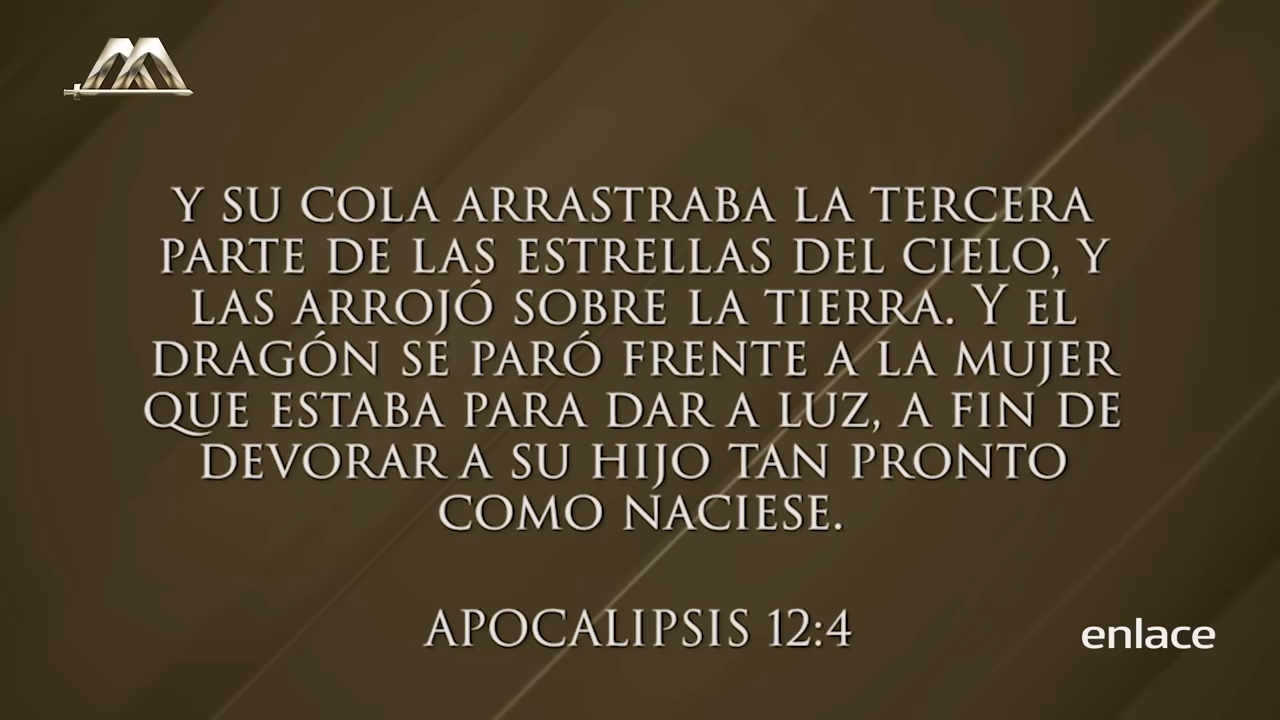 Y SU COLA ARRASTRABA LA TERCERA
PARTE DE LAS ESTRELLAS DEL CIELO, Y
LAS ARROJÓ SOBRE LA TIERRA. Y EL
DRAGÓN SE PARÓ FRENTE A LA MUJER
QUE ESTABA PARA DAR A LUZ, A FIN DE
DEVORAR A SU HIJO TAN PRONTO
COMO NACIESE.
APOCALIPSIS 12:4
enlace